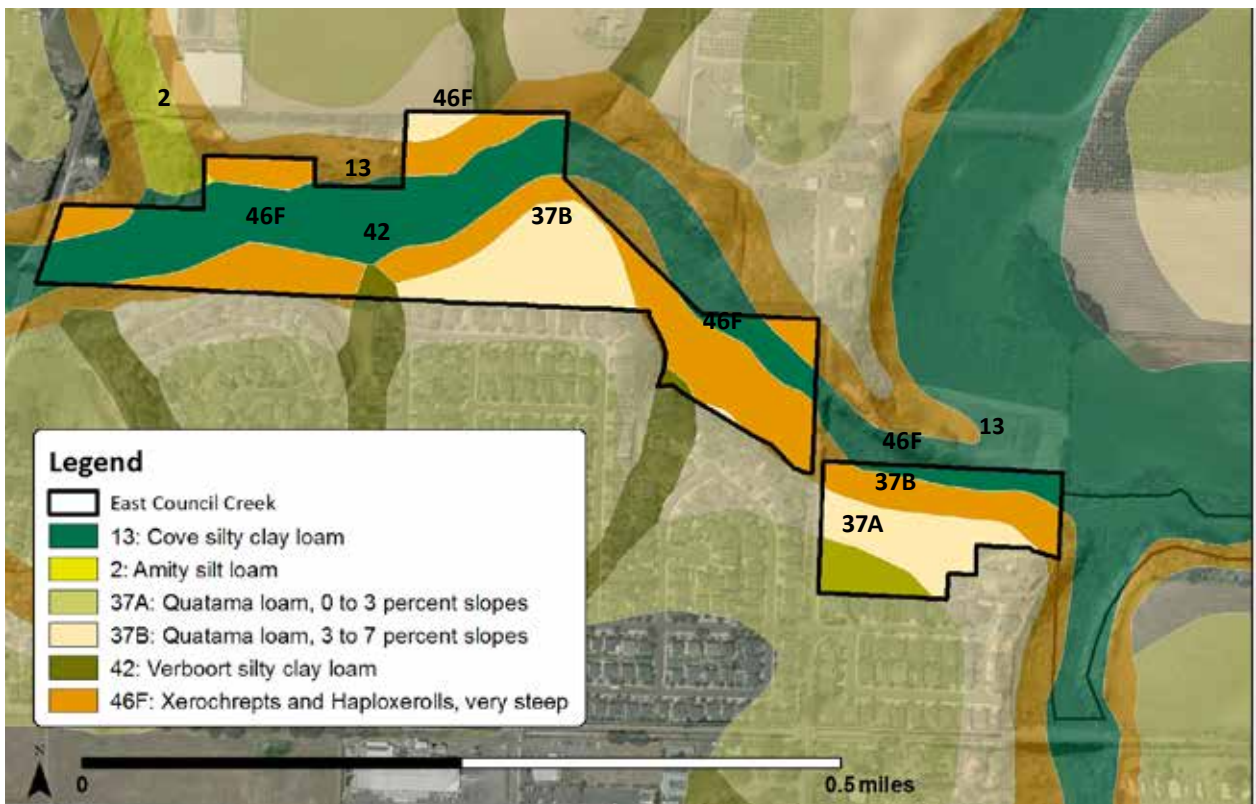 46F
2
13
46F
37B
42
46F
13
46F
37B
37A
Legend
East Council Creek
13: Cove silty clay loam
2: Amity silt loam
37A: Quatama loam, 0 to 3 percent slopes
37B: Quatama loam, 3 to 7 percent slopes
42: Verboort silty clay loam
46F: Xerochrepts and Haploxerolls, very steep
N
0
0.5 miles